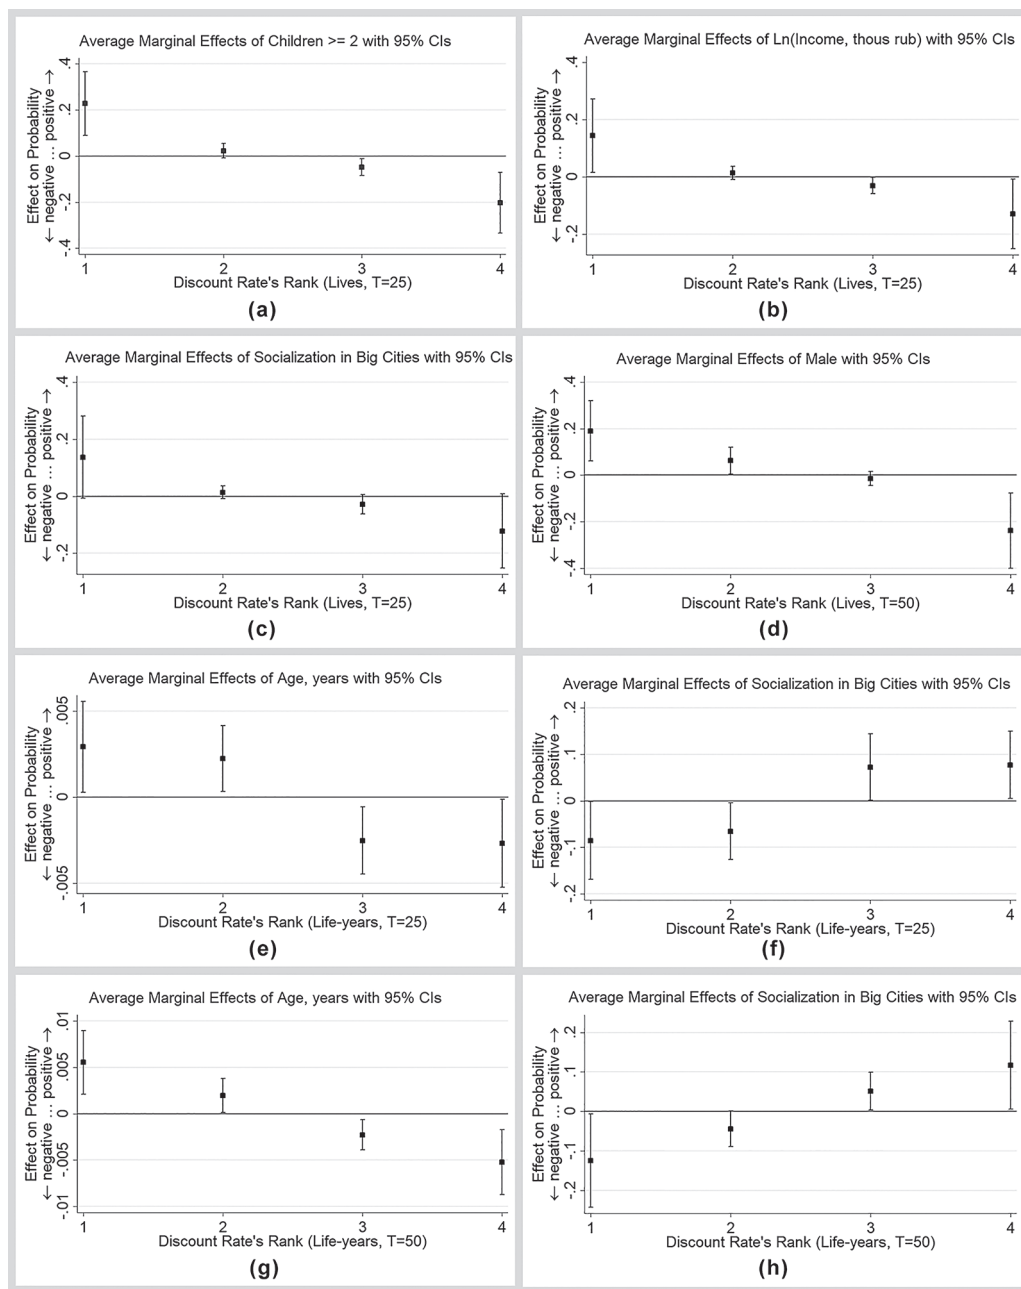 Average Marginal Effects of Children >= 2 with 95% CIs
Effect on Probability
← negative ... positive →
.4
.2
0
-.2
-.4
1 2 3 4
Discount Rate's Rank (Lives, T=25)
(a)
Average Marginal Effects of Ln(Income, thous rub) with 95% CIs
Effect on Probability
← negative ... positive →
.4
.2
0
-.2
1 2 3 4
Discount Rate's Rank (Lives, T=25)
(b)
Average Marginal Effects of Socialization in Big Cities with 95% CIs
Effect on Probability
← negative ... positive →
.4
.2
0
-.2
1 2 3 4
Discount Rate's Rank (Lives, T=25)
(c)
Average Marginal Effects of Male with 95% CIs
Effect on Probability
← negative ... positive →
.4
.2
0
-.2
-.4
1 2 3 4
Discount Rate's Rank (Lives, T=50)
(d)
Average Marginal Effects of Age, years with 95% CIs
Effect on Probability
← negative ... positive →
.005
0
-.005
1 2 3 4
Discount Rate's Rank (Life-years, T=25)
(e)
Average Marginal Effects of Socialization in Big Cities with 95% CIs
Effect on Probability
← negative ... positive →
.2
.1
0
-.1
-.2
1 2 3 4
Discount Rate's Rank (Life-years, T=25)
(f)
Average Marginal Effects of Age, years with 95% CIs
Effect on Probability
← negative ... positive →
.01
.005
0
-.005
-.01
1 2 3 4
Discount Rate's Rank (Life-years, T=50)
(g)
Average Marginal Effects of Socialization in Big Cities with 95% CIs
Effect on Probability
← negative ... positive →
.2
.1
0
-.1
-.2
1 2 3 4
Discount Rate's Rank (Life-years, T=50)
(h)